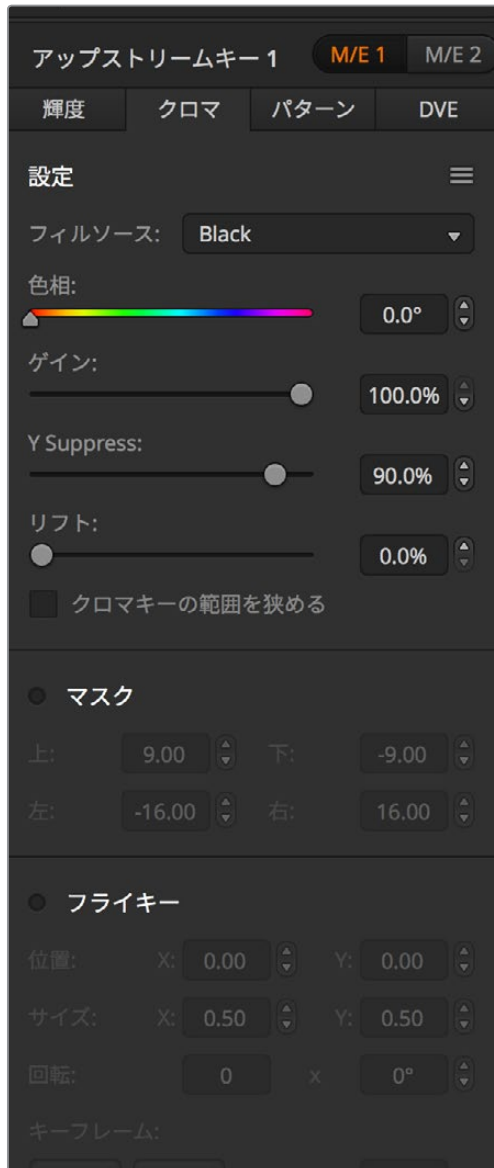 アップストリームキー 1 M/E 1 M/E 2
輝度 クロマ パターン DVE
設定
フィルソース: Black
色相:
0.0°
ゲイン:
100.0%
Y Suppress:
90.0%
リフト:
0.0%
クロマキーの範囲を狭める
マスク
上: 9.00 下: -9.00
左: -16.00 右: 16.00
フライキー
位置: X: 0.00 Y: 0.00
サイズ: X: 0.50 Y: 0.50
回転: 0 x 0°
キーフレーム: